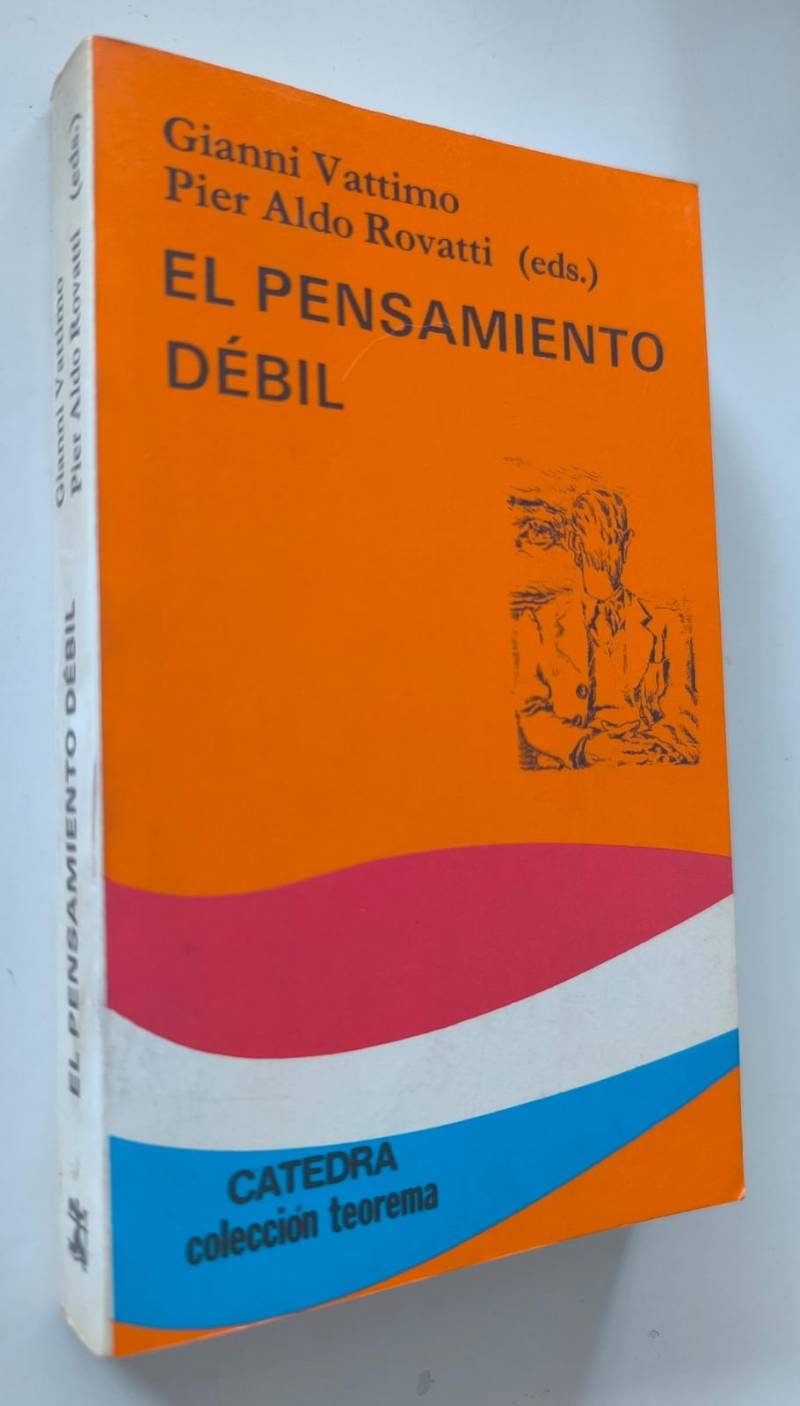 Gianni Vattimo
Pier Aldo Rovatti (eds.)
EL PENSAMIENTO
DÉBIL
CATEDRA
colección teorema
Gianni Vattimo
Pier Aldo Rovatti (eds.)
EL PENSAMIENTO DÉBIL